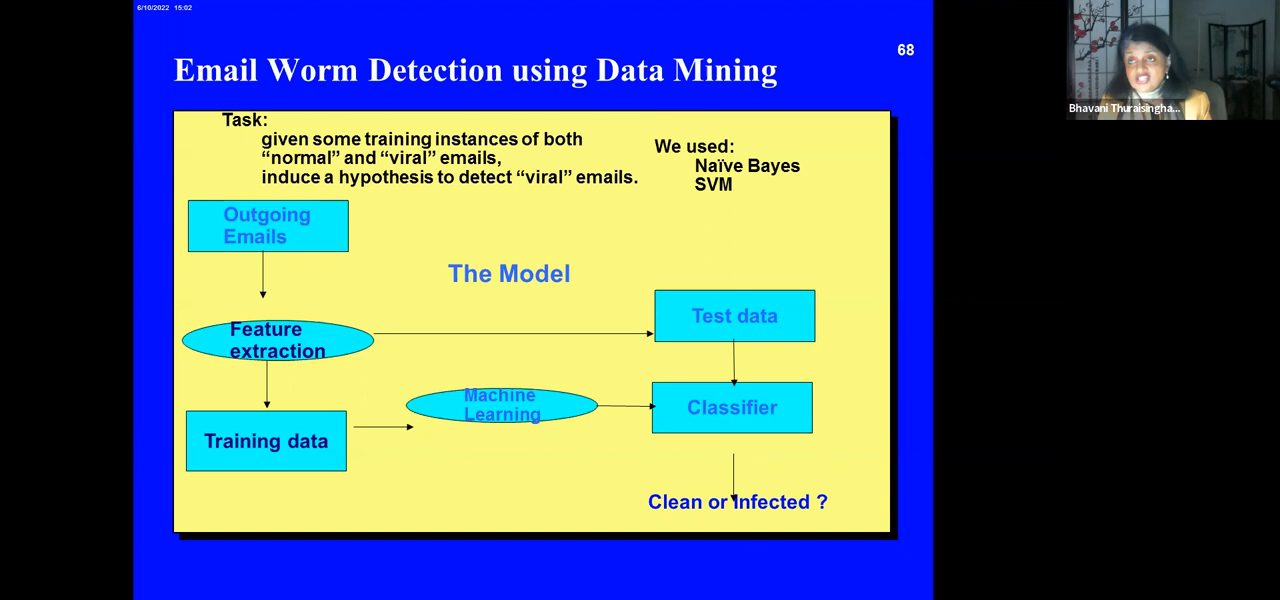 6/10/2022 15:02
68
Email Worm Detection using Data Mining
Task:
given some training instances of both
“normal” and “viral” emails,
induce a hypothesis to detect “viral” emails.
We used:
Naïve Bayes
SVM
Outgoing
Emails
The Model
Feature
extraction
Test data
Machine
Learning
Classifier
Training data
Clean or Infected ?
Bhavani Thuraisingha...